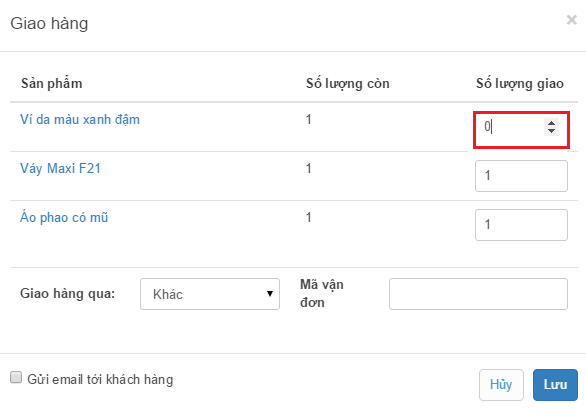 Giao hàng ×
Sản phẩm Số lượng còn Số lượng giao
Ví da màu xanh đậm 1 0
Váy Maxi F21 1 1
Áo phao có mũ 1 1
Giao hàng qua: Khác Mã vận
đơn
Gửi email tới khách hàng Hủy Lưu